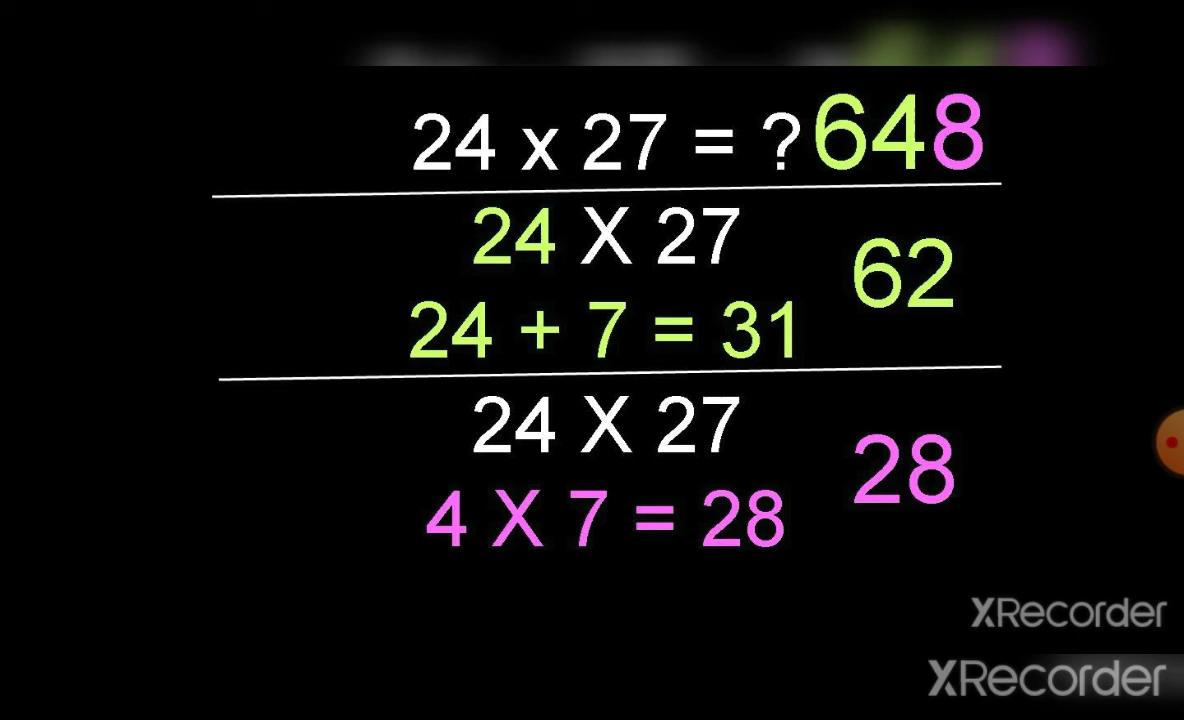 24 x 27 = ? 648
24 X 27
62
24 + 7 = 31
24 X 27
28
4 X 7 = 28
XRecorder
XRecorder